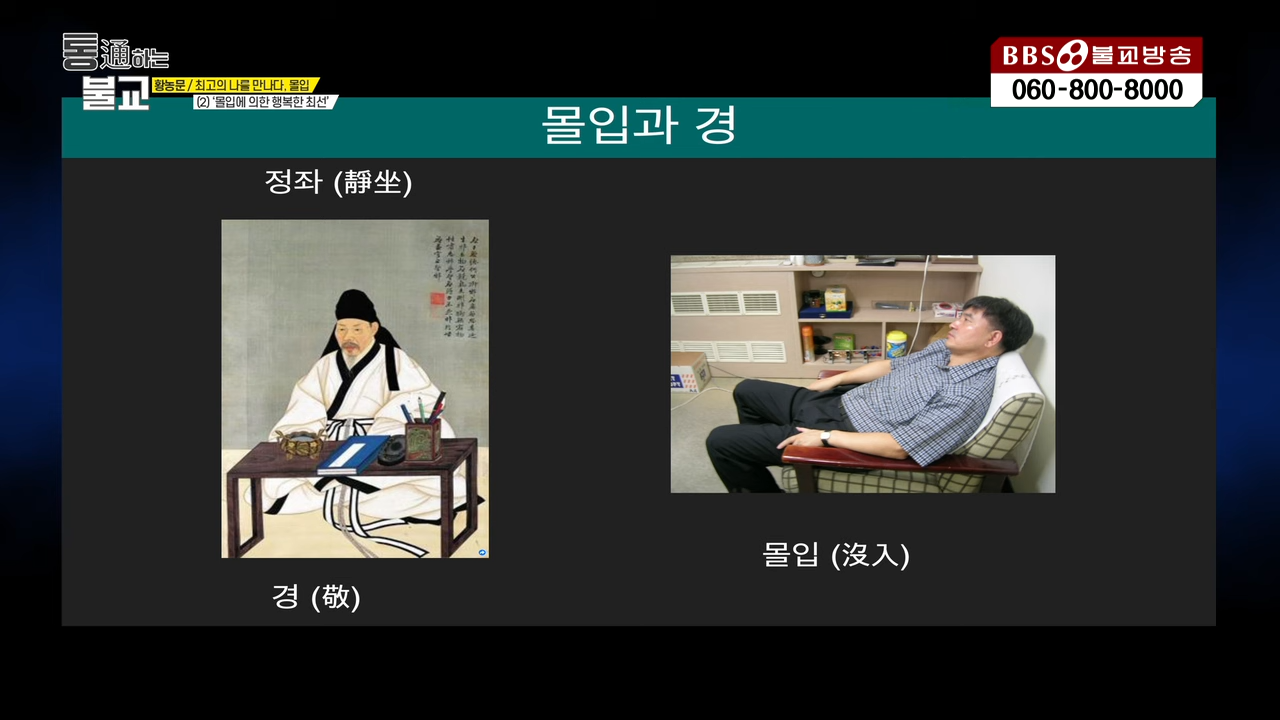 통通하는
불교
황농문 / 최고의 나를 만나다, 몰입
(2) '몰입에 의한 행복한 최선'
BBS 불교방송
060-800-8000
몰입과 경
정좌 (靜坐)
경 (敬)
몰입 (沒入)